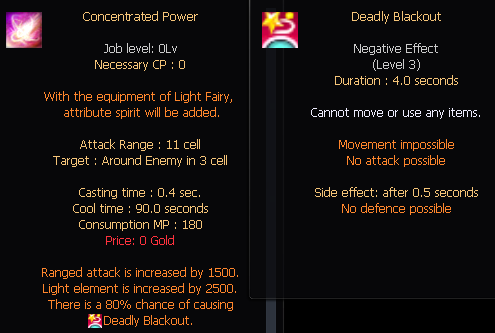 Concentrated Power
Job level: 0Lv
Necessary CP : 0
With the equipment of Light Fairy,
attribute spirit will be added.
Attack Range : 11 cell
Target : Around Enemy in 3 cell
Casting time : 0.4 sec.
Cool time : 90.0 seconds
Consumption MP : 180
Price: 0 Gold
Ranged attack is increased by 1500.
Light element is increased by 2500.
There is a 80% chance of causing
Deadly Blackout.
Deadly Blackout
Negative Effect
(Level 3)
Duration : 4.0 seconds
Cannot move or use any items.
Movement impossible
No attack possible
Side effect: after 0.5 seconds
No defence possible